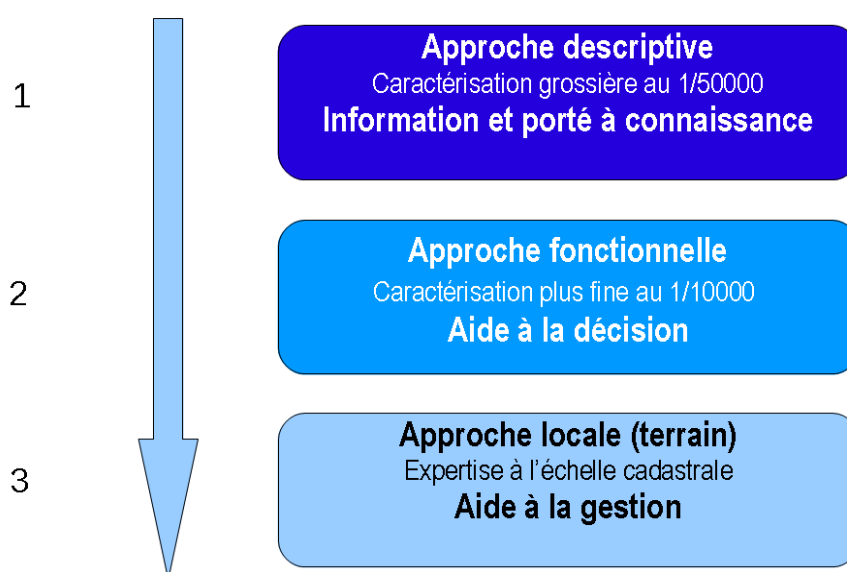 1
Approche descriptive
Caractérisation grossière au 1/50000
Information et porté à connaissance
2
Approche fonctionnelle
Caractérisation plus fine au 1/10000
Aide à la décision
3
Approche locale (terrain)
Expertise à l'échelle cadastrale
Aide à la gestion